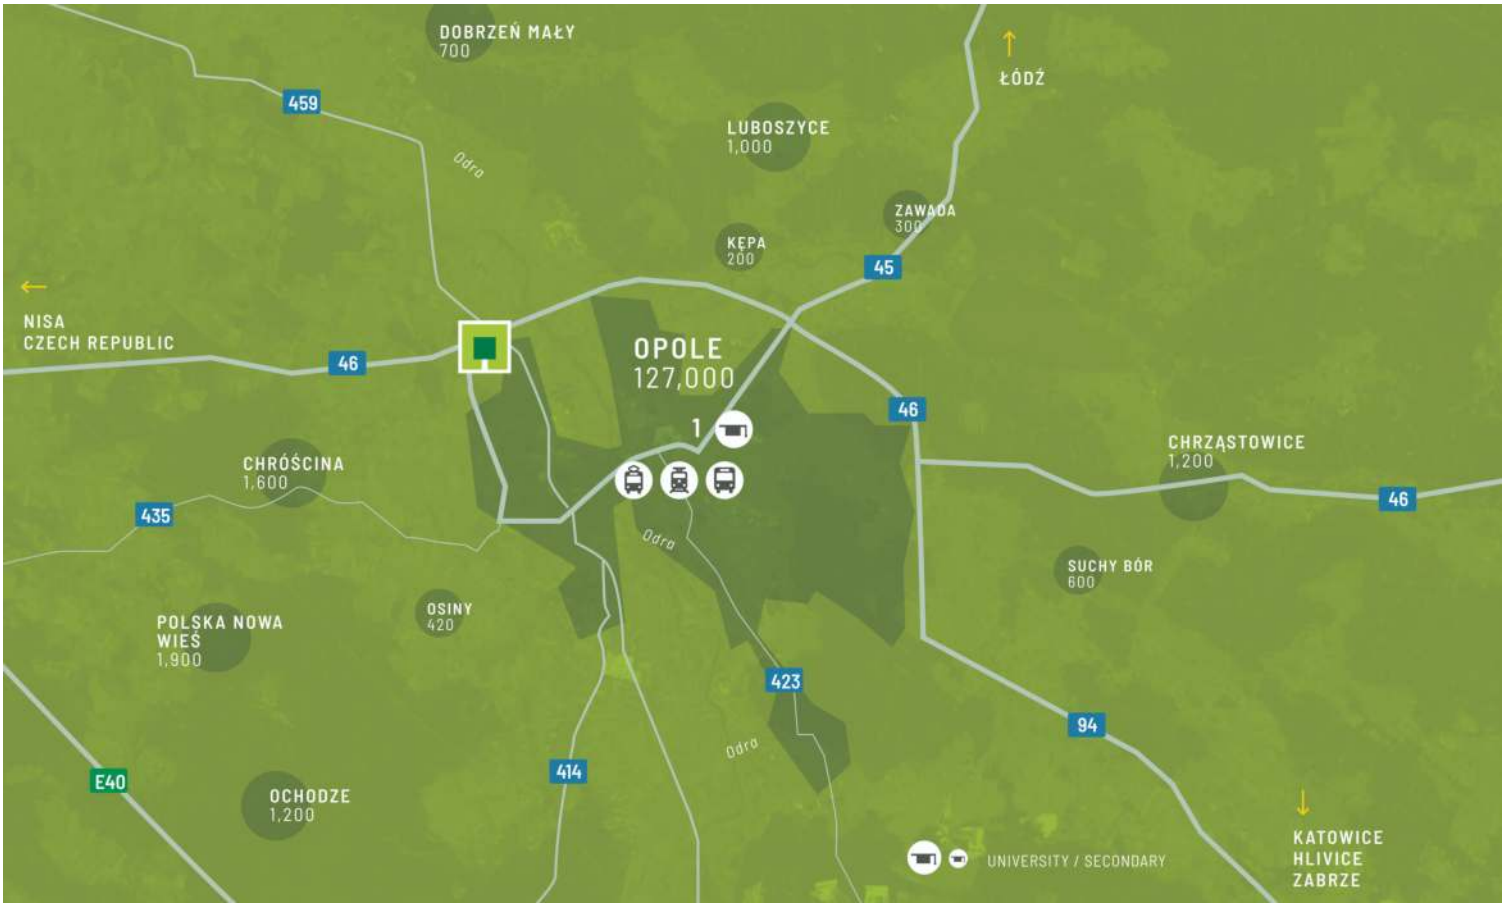 DOBRZEŃ MAŁY
700
ŁÓDŹ
459
LUBOSZYCE
1,000
Odra
ZAWADA
300
KĘPA
200
45
NISA
CZECH REPUBLIC
46
OPOLE
127,000
46
1
CHRZĄSTOWICE
1,200
CHRÓŚCINA
1,600
46
435
Odra
SUCHY BÓR
600
OSINY
420
POLSKA NOWA
WIEŚ
1,900
423
94
Odra
414
E40
OCHODZE
1,200
KATOWICE
HLIVICE
ZABRZE
UNIVERSITY / SECONDARY